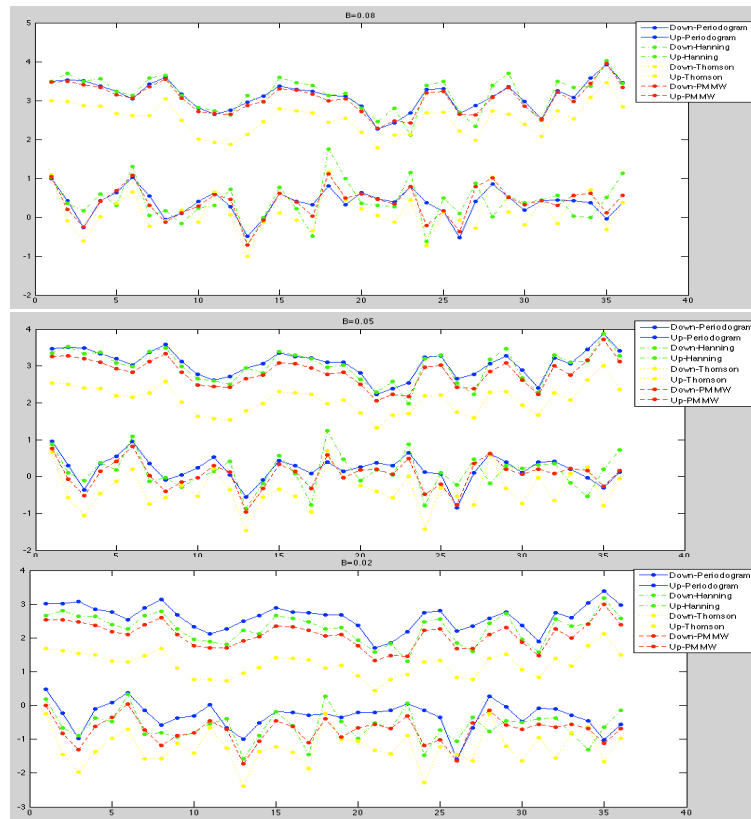 B=0.08
5
4
3
2
1
0
-1
-2
0
5
10
15
20
25
30
35
40
Down-Periodogram
Up-Periodogram
Down-Hanning
Up-Hanning
Down-Thomson
Up-Thomson
Down-PMMW
Up-PMMW
B=0.05
4
3
2
1
0
-1
-2
0
5
10
15
20
25
30
35
40
Down-Periodogram
Up-Periodogram
Down-Hanning
Up-Hanning
Down-Thomson
Up-Thomson
Down-PMMW
Up-PMMW
B=0.02
4
3
2
1
0
-1
-2
-3
0
5
10
15
20
25
30
35
40
Down-Periodogram
Up-Periodogram
Down-Hanning
Up-Hanning
Down-Thomson
Up-Thomson
Down-PMMW
Up-PMMW